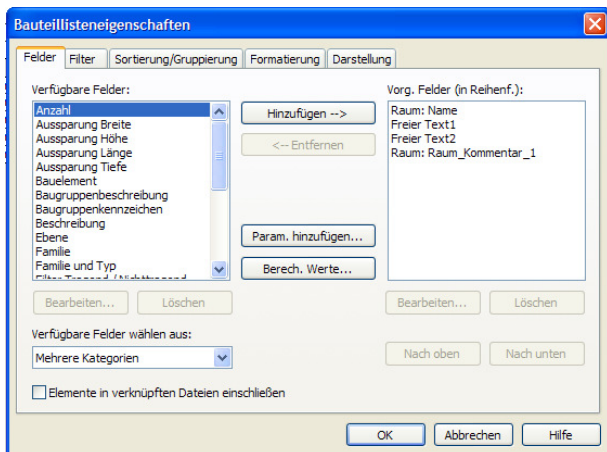 Bauteillisteneigenschaften
Felder Filter Sortierung/Gruppierung Formatierung Darstellung
Verfügbare Felder:
Anzahl
Aussparung Breite
Aussparung Höhe
Aussparung Länge
Aussparung Tiefe
Bauelement
Baugruppenbeschreibung
Baugruppenkennzeichen
Beschreibung
Ebene
Familie
Familie und Typ
Filter Tragend / Nichttragend
Hinzufügen -->
<-- Entfernen
Param. hinzufügen...
Berech. Werte...
Vorg. Felder (in Reihenf.):
Raum: Name
Freier Text1
Freier Text2
Raum: Raum_Kommentar_1
Bearbeiten... Löschen
Bearbeiten... Löschen
Verfügbare Felder wählen aus:
Mehrere Kategorien
Nach oben Nach unten
Elemente in verknüpften Dateien einschließen
OK Abbrechen Hilfe